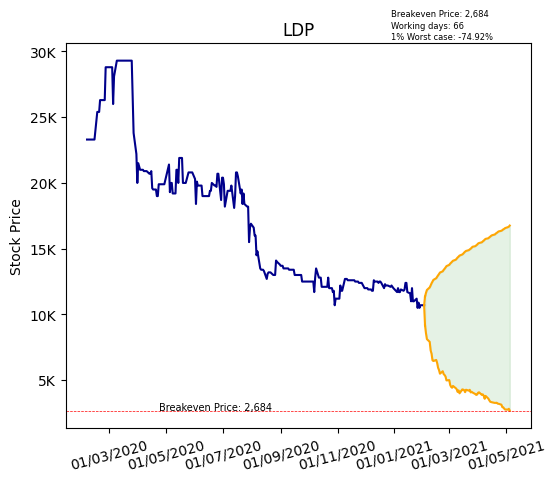 Breakeven Price: 2,684
Working days: 66
1% Worst case: -74.92%
LDP
30K
25K
20K
15K
10K
5K
Stock Price
Breakeven Price: 2,684
01/03/2020
01/05/2020
01/07/2020
01/09/2020
01/11/2020
01/01/2021
01/03/2021
01/05/2021